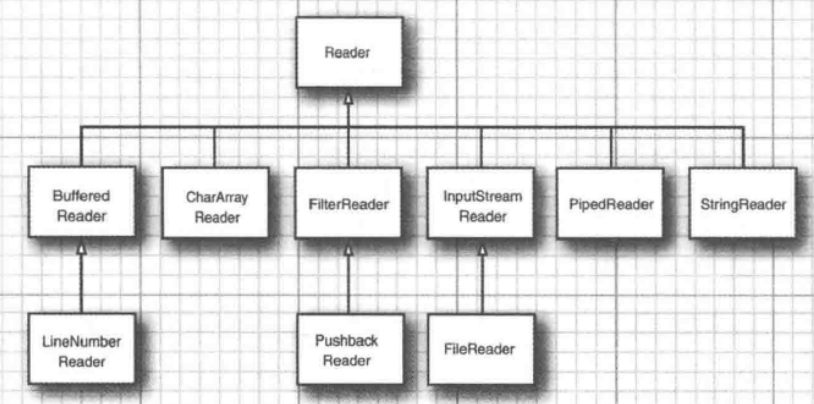 Reader
Buffered
Reader
CharArray
Reader
FilterReader
InputStream
Reader
PipedReader
StringReader
LineNumber
Reader
Pushback
Reader
FileReader